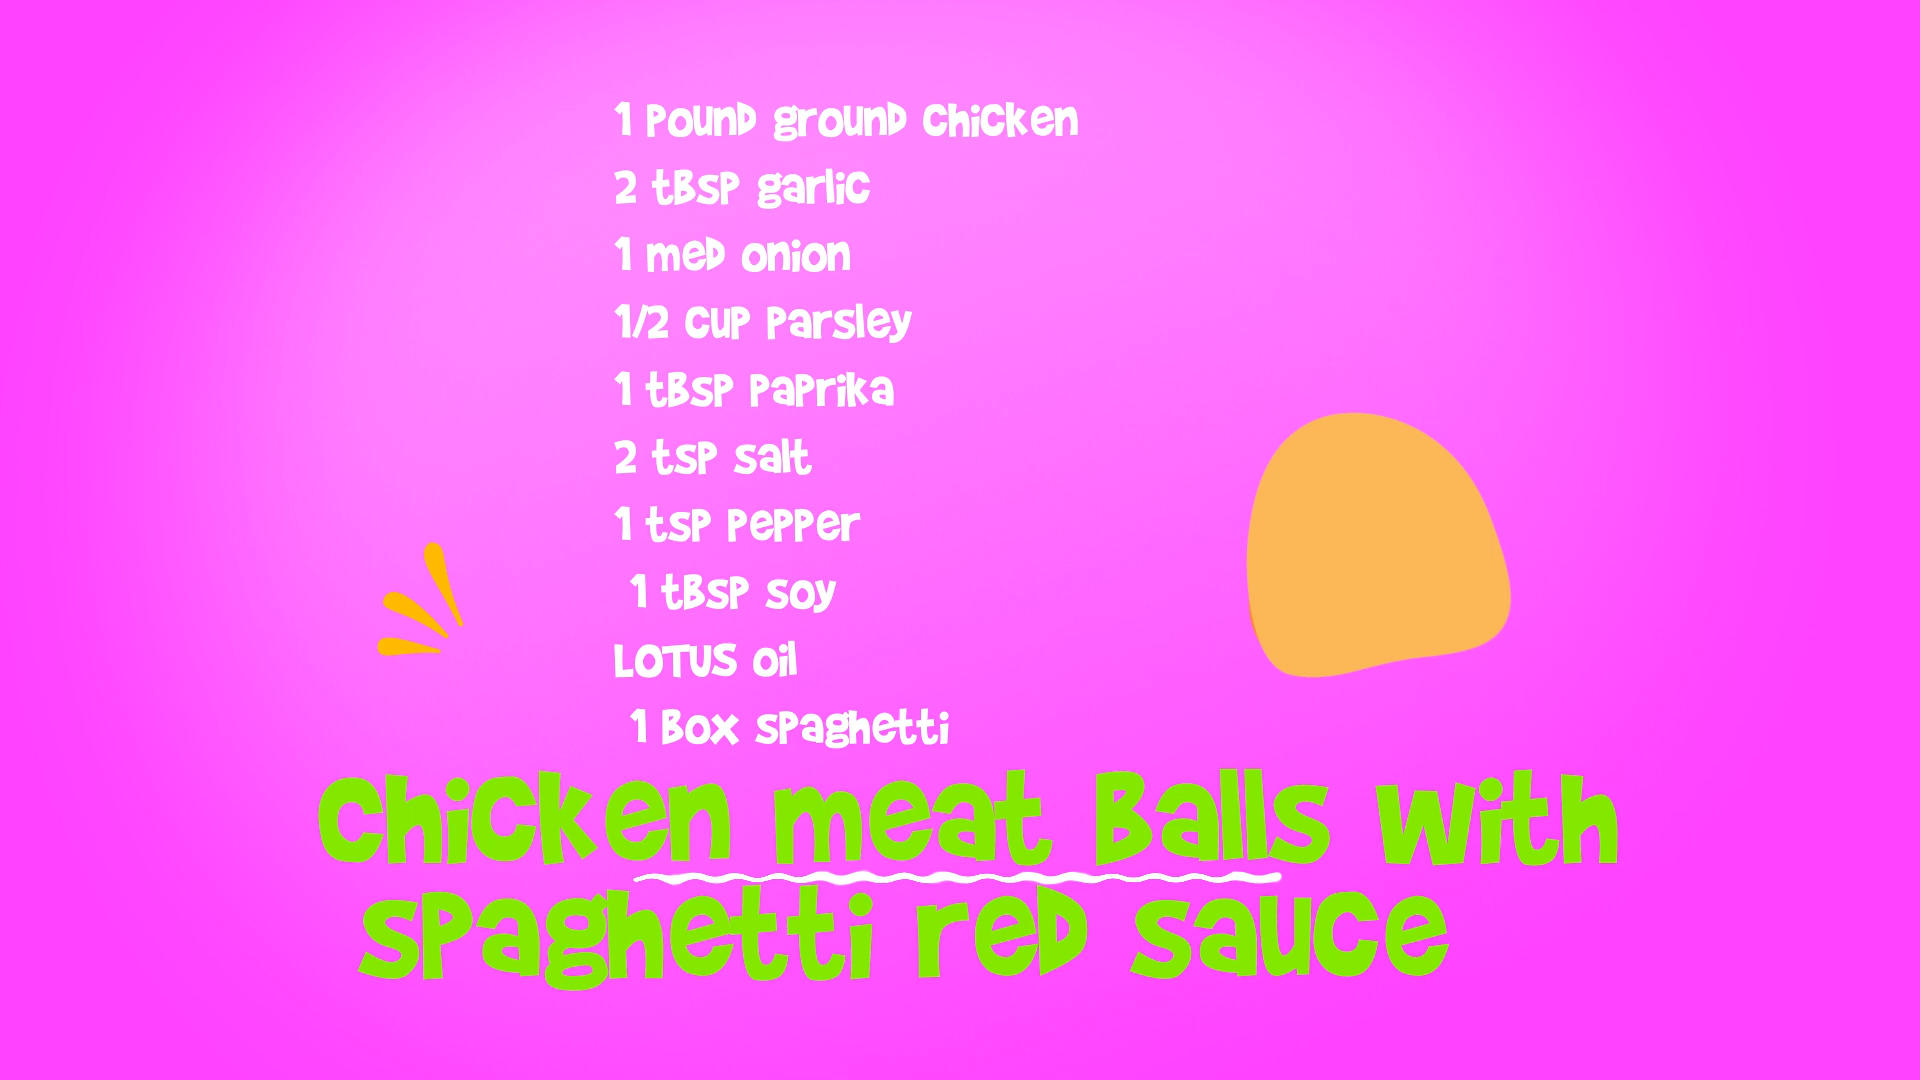 1 Pound ground chicken
2 tbsp garlic
1 med onion
1/2 cup parsley
1 tbsp paprika
2 tsp salt
1 tsp pepper
1 tbsp soy
LOTUS oil
1 Box spaghetti
Chicken meat Balls with
spaghetti red sauce